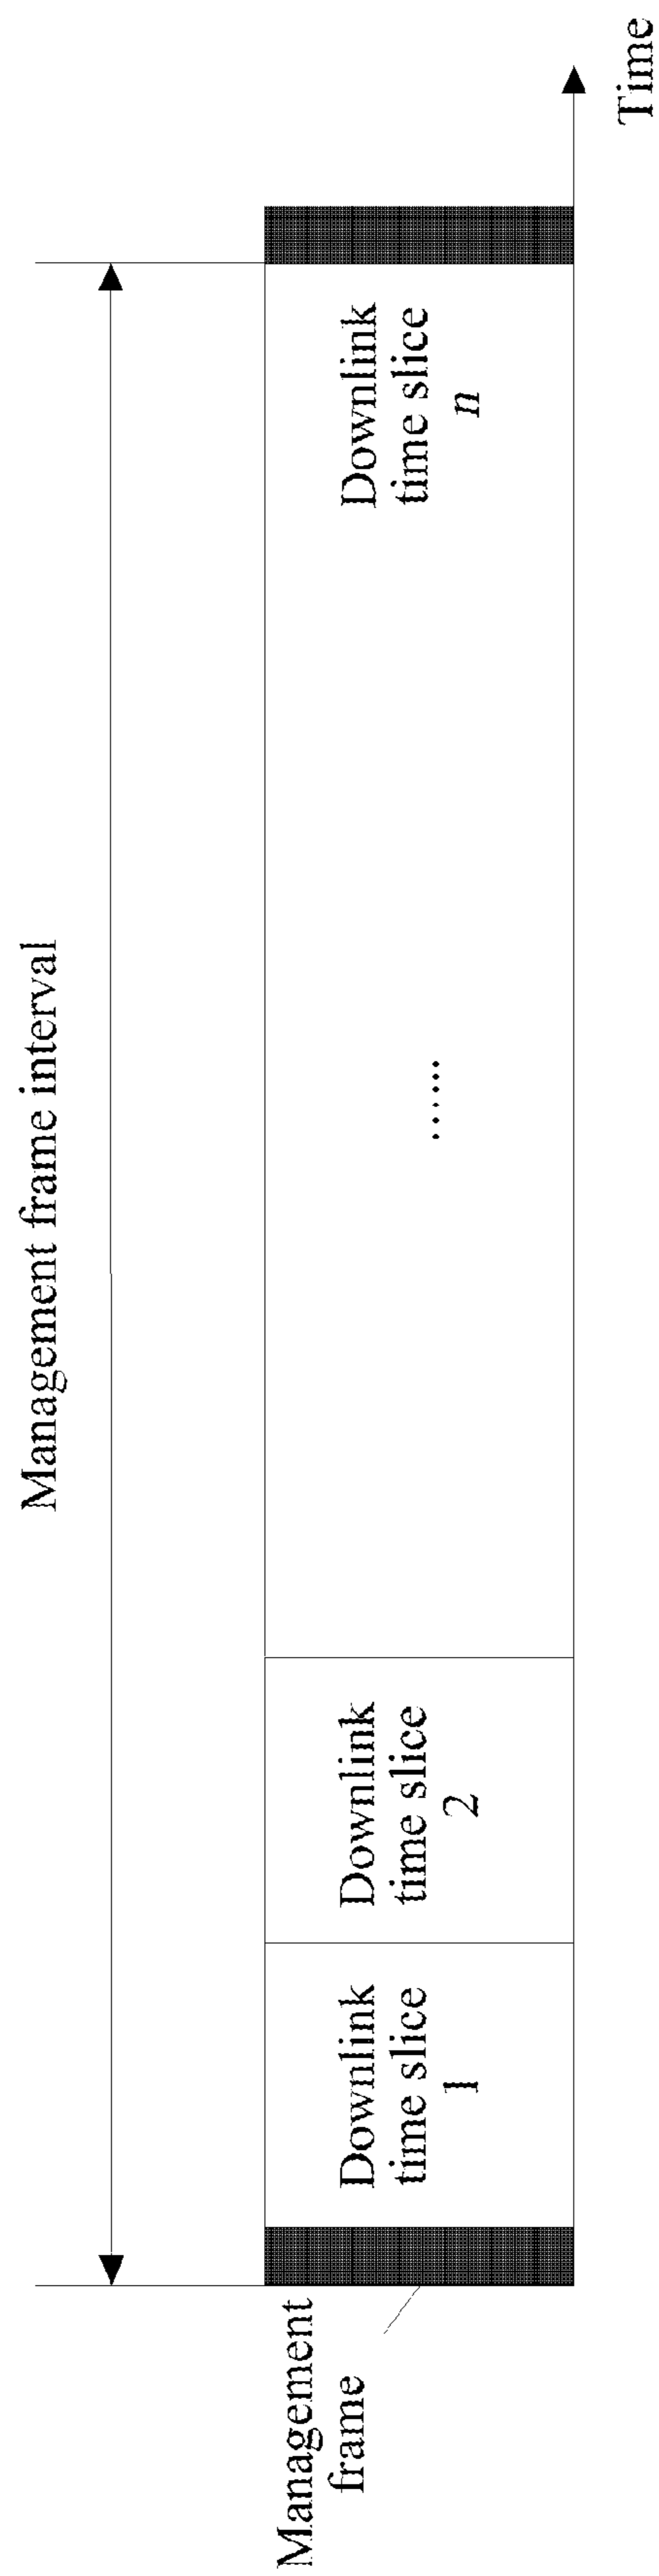 Management frame interval
Management
frame
Downlink
time slice
1
Downlink
time slice
2
.......
Downlink
time slice
n
Time